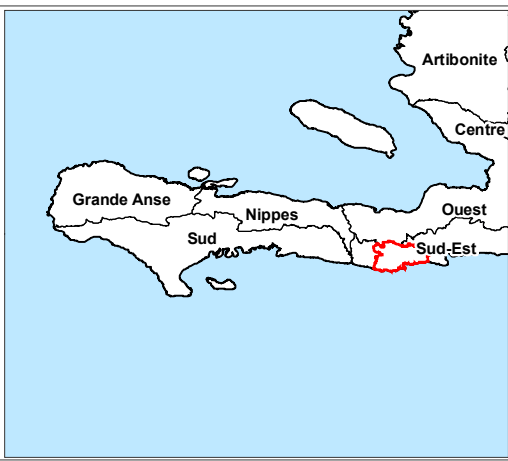 Artibonite
Centre
Grande Anse
Nippes
Ouest
Sud
Sud-Est